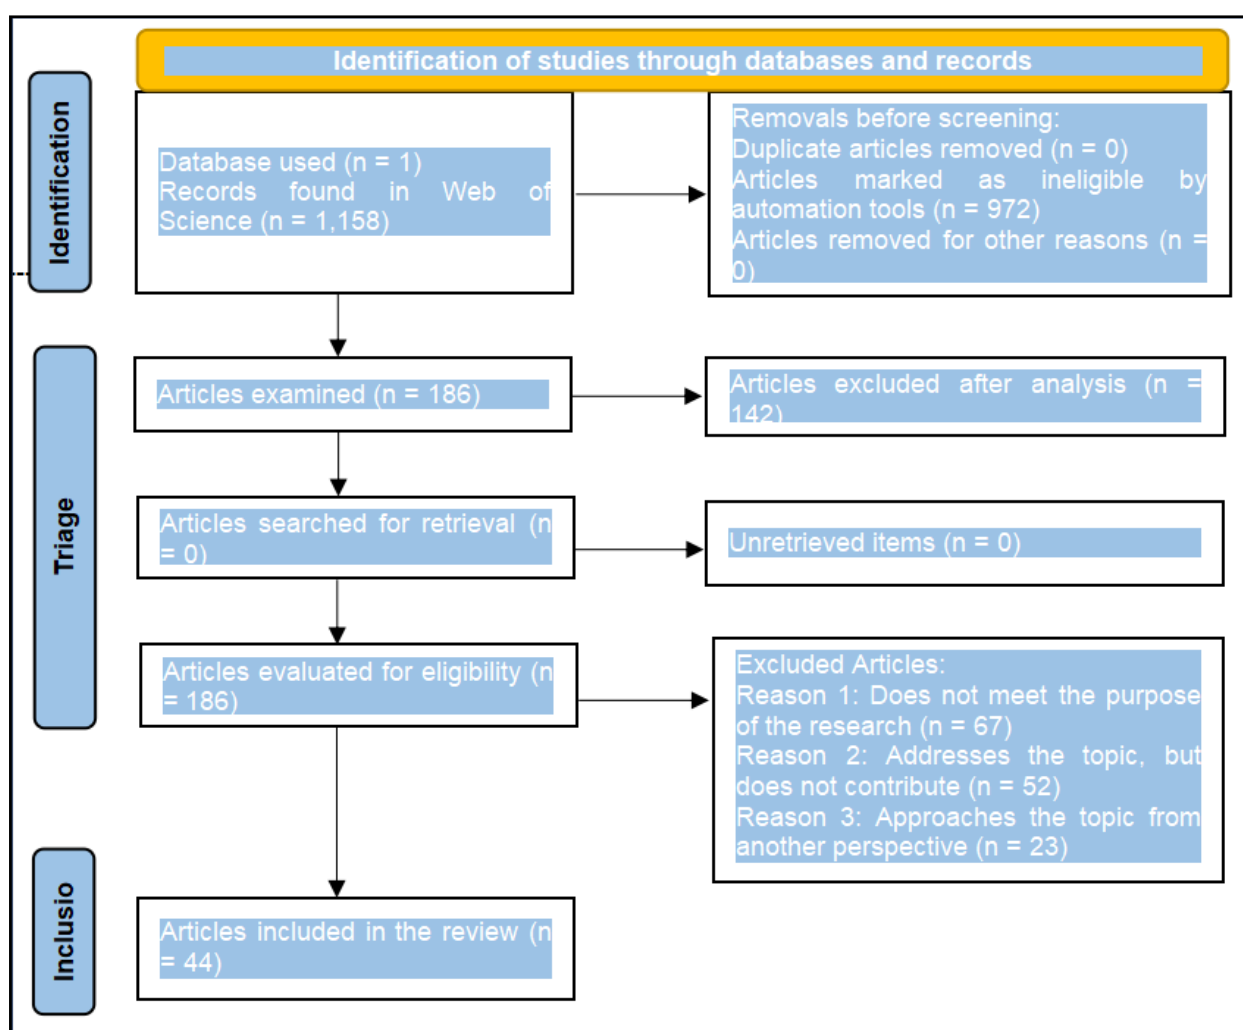 Identification of studies through databases and records
Identification
Database used (n = 1)
Records found in Web of
Science (n = 1,158)
Removals before screening:
Duplicate articles removed (n = 0)
Articles marked as ineligible by
automation tools (n = 972)
Articles removed for other reasons (n =
0)
Triage
Articles examined (n = 186)
Articles excluded after analysis (n =
142)
Articles searched for retrieval (n
= 0)
Unretrieved items (n = 0)
Articles evaluated for eligibility (n
= 186)
Excluded Articles:
Reason 1: Does not meet the purpose
of the research (n = 67)
Reason 2: Addresses the topic, but
does not contribute (n = 52)
Reason 3: Approaches the topic from
another perspective (n = 23)
Inclusio
Articles included in the review (n
= 44)